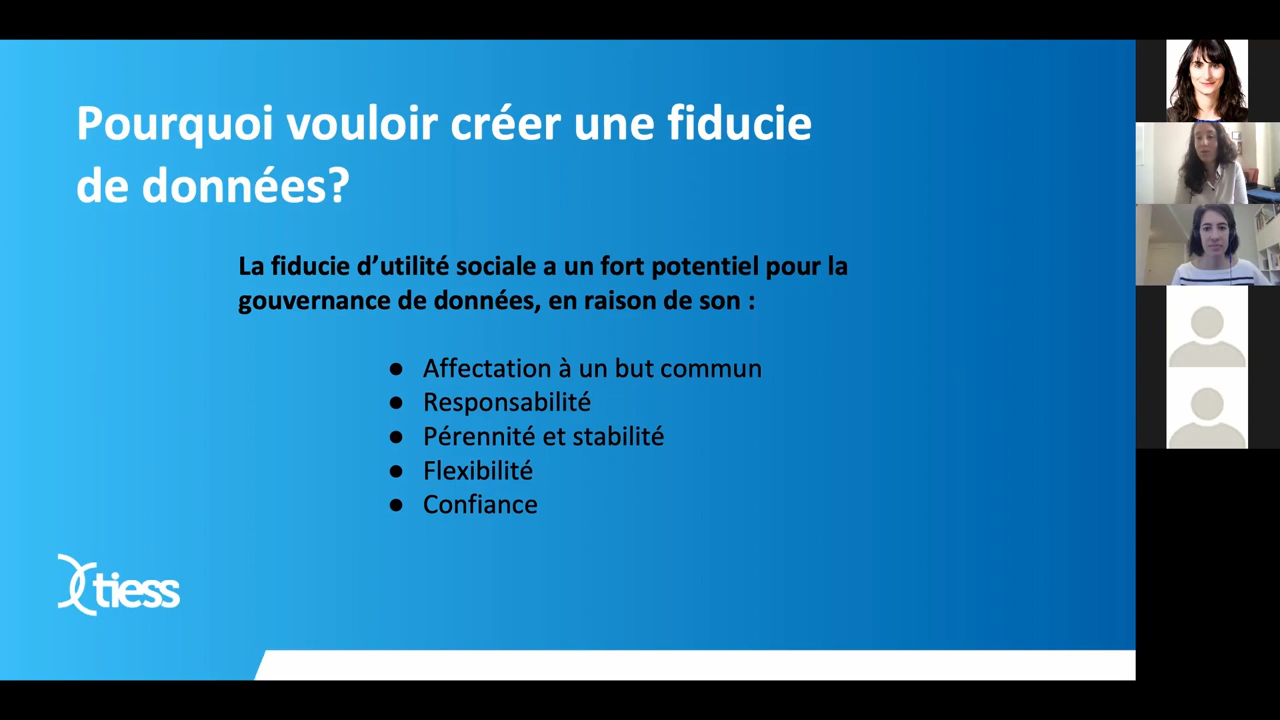 Pourquoi vouloir créer une fiducie
de données?
La fiducie d’utilité sociale a un fort potentiel pour la
gouvernance de données, en raison de son :
● Affectation à un but commun
● Responsabilité
● Pérennité et stabilité
● Flexibilité
● Confiance
tiess